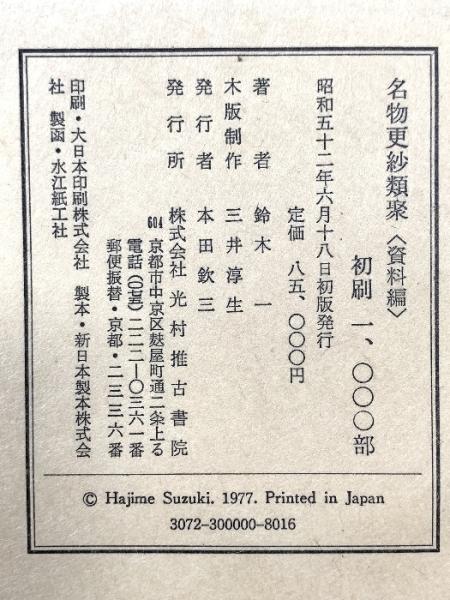 名物更紗類聚〈資料編〉
初刷 一、〇〇〇部
昭和五十二年六月十八日初版発行
定価 八五、〇〇〇円
著者 鈴木一
木版制作 三井淳生
発行者 本田欽三
発行所 株式会社 光村推古書院
604 京都市中京区麸屋町通二条上る
電話(〇七五)二二二―〇三六一番
郵便振替・京都・二三三六番
印刷・大日本印刷株式会社 製本・新日本製本株式会
社 製函・水江紙工社
© Hajime Suzuki. 1977. Printed in Japan
3072-300000-8016